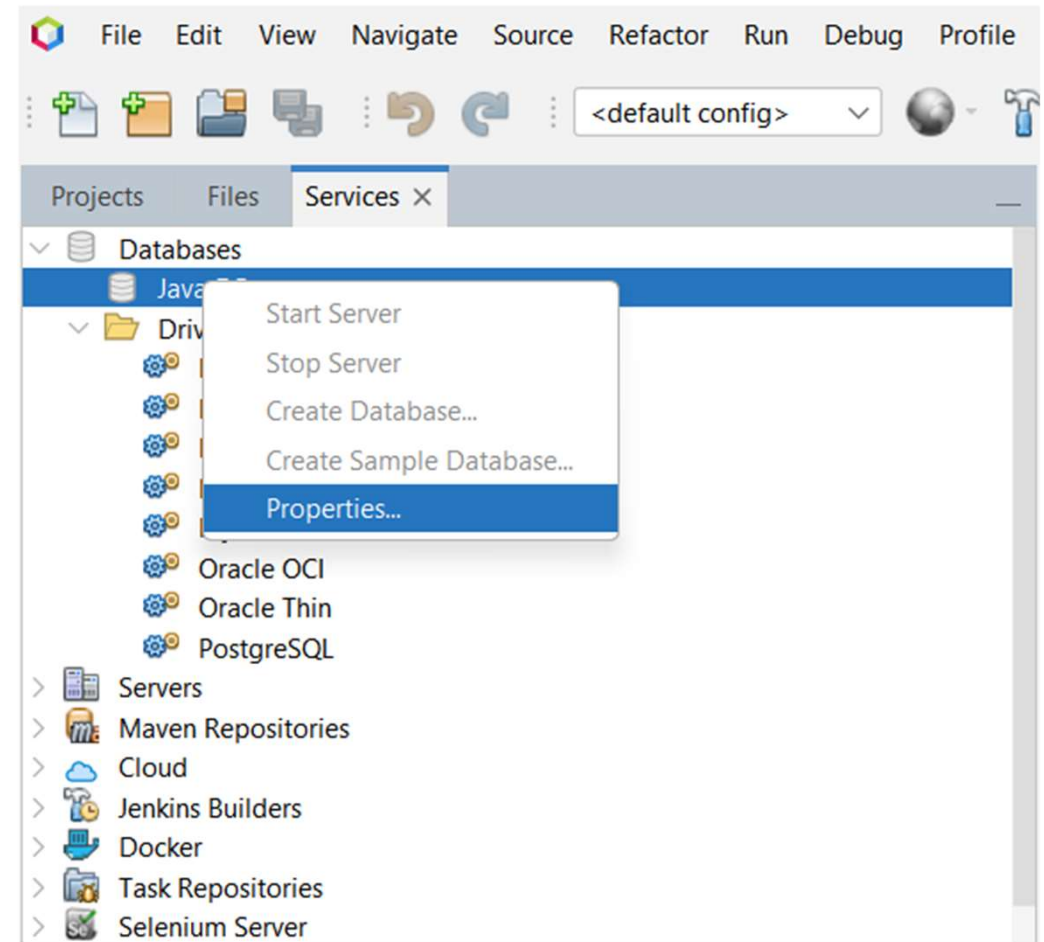 File Edit View Navigate Source Refactor Run Debug Profile
<default config>
Projects Files Services
Databases
Java
Start Server
Stop Server
Create Database...
Create Sample Database...
Properties...
Oracle OCI
Oracle Thin
PostgreSQL
Servers
Maven Repositories
Cloud
Jenkins Builders
Docker
Task Repositories
Selenium Server